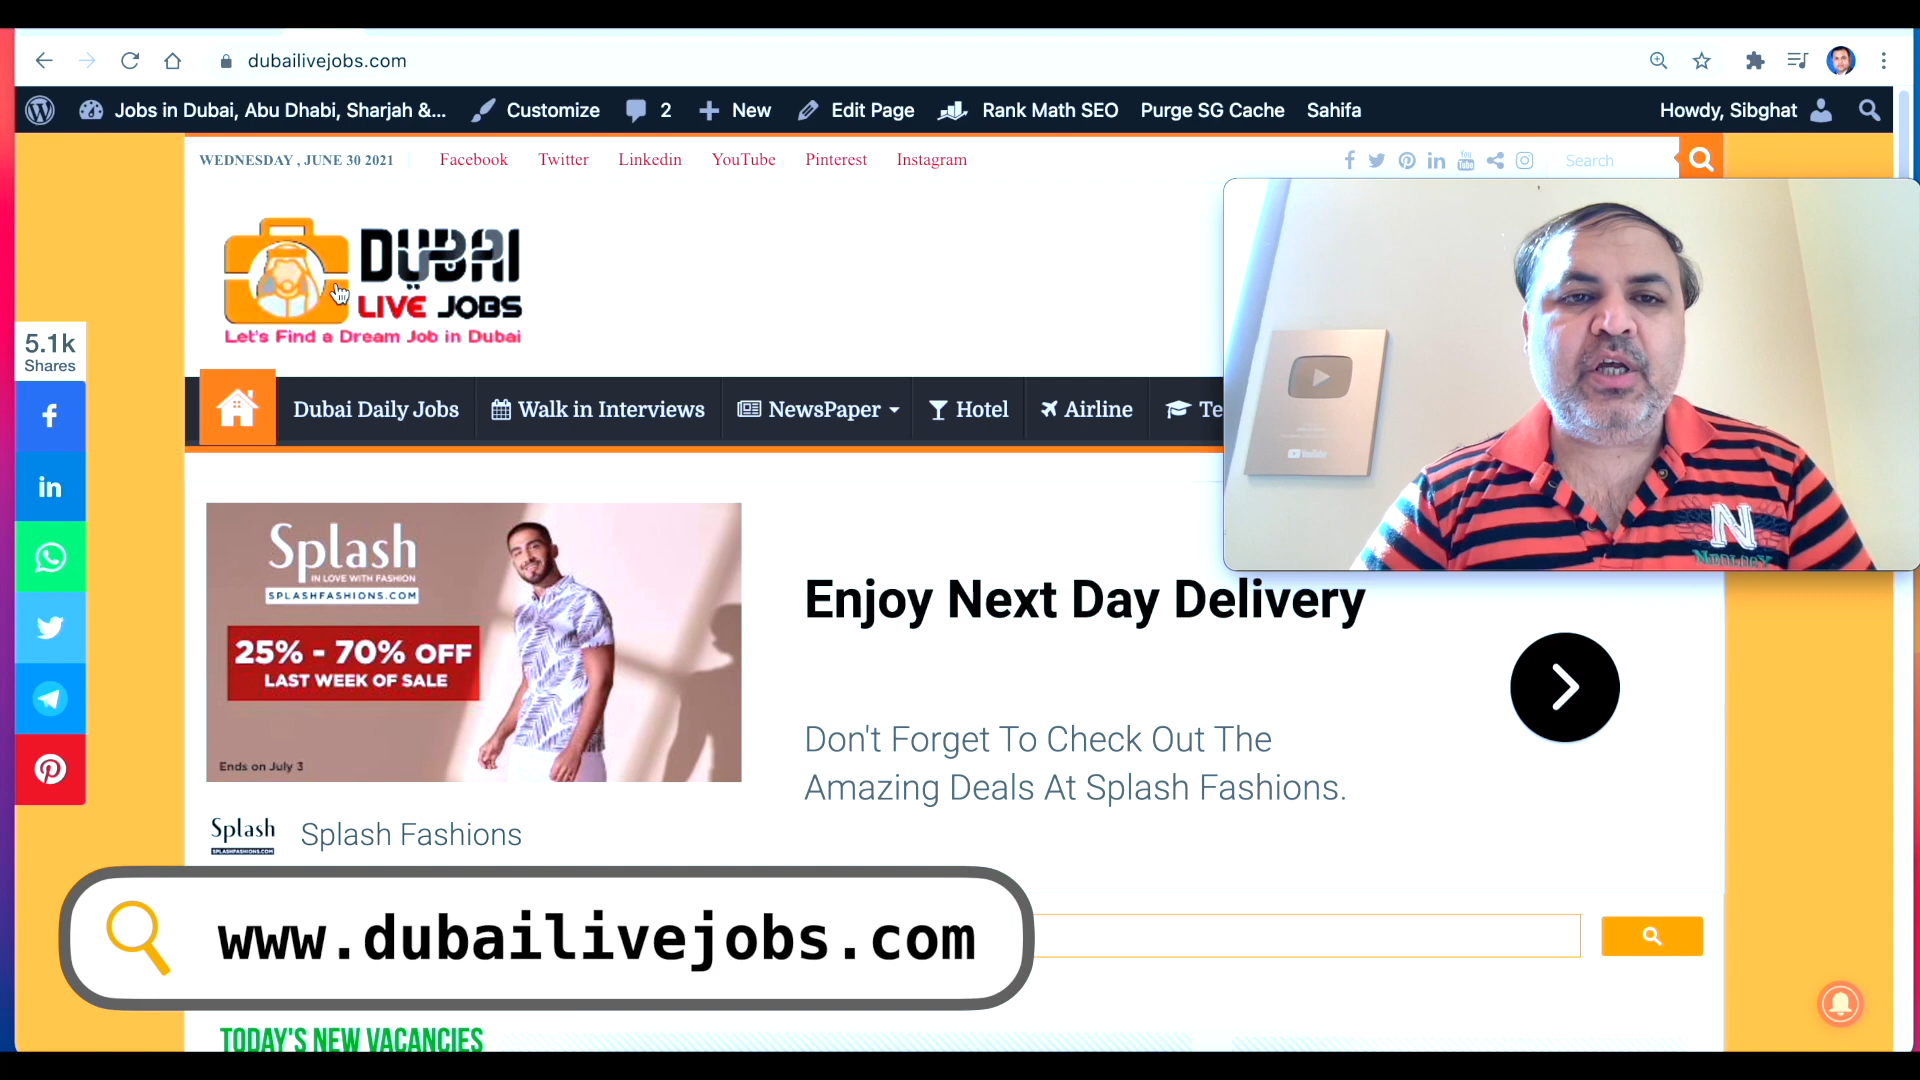 dubailivejobs.com
Jobs in Dubai, Abu Dhabi, Sharjah &... Customize 2 New Edit Page Rank Math SEO Purge SG Cache Sahifa Howdy, Sibghat
WEDNESDAY , JUNE 30 2021 Facebook Twitter Linkedin YouTube Pinterest Instagram Search
DUBAI
LIVE JOBS
Let's Find a Dream Job in Dubai
5.1k
Shares
Dubai Daily Jobs Walk in Interviews NewsPaper Hotel Airline Te
YouTube
N
Splash
IN LOVE WITH FASHION
SPLASHFASHIONS.COM
25% - 70% OFF
LAST WEEK OF SALE
Ends on July 3
Enjoy Next Day Delivery
Don't Forget To Check Out The
Amazing Deals At Splash Fashions.
Splash
SPLASHFASHIONS.COM
Splash Fashions
www.dubailivejobs.com
TODAY'S NEW VACANCIES